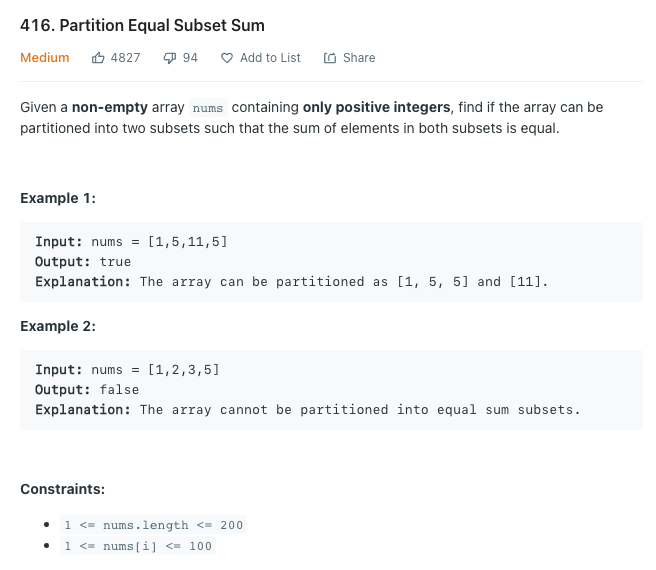 416. Partition Equal Subset Sum
Medium 4827 94 Add to List Share
Given a non-empty array nums containing only positive integers, find if the array can be
partitioned into two subsets such that the sum of elements in both subsets is equal.
Example 1:
Input: nums = [1,5,11,5]
Output: true
Explanation: The array can be partitioned as [1, 5, 5] and [11].
Example 2:
Input: nums = [1,2,3,5]
Output: false
Explanation: The array cannot be partitioned into equal sum subsets.
Constraints:
• 1 <= nums.length <= 200
• 1 <= nums[i] <= 100